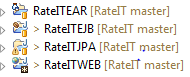 RateITEAR [RateIT master]
> RateITEJB [RateIT master]
> RateITJPA [RateIT master]
> RateITWEB [RateIT master]